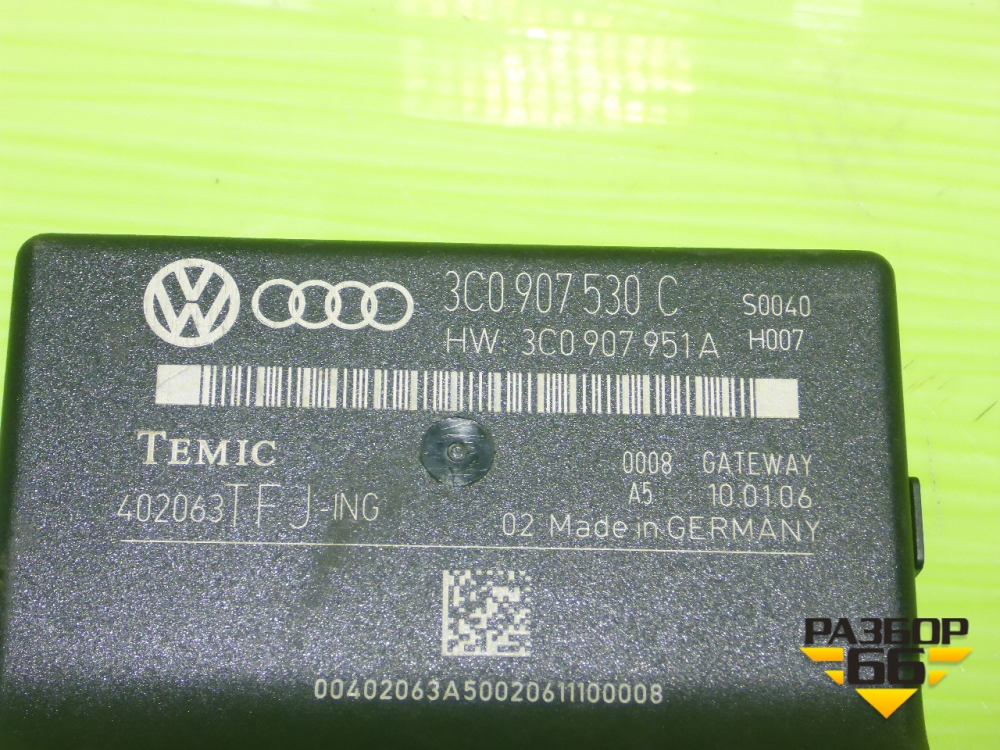 3C0 907 530 C
S0040
HW: 3C0 907 951 A
H007
TEMIC
0008 GATEWAY
402063TFJ-ING
A5 10.01.06
02 Made in GERMANY
00402063A50020611100008
РАЗБОР
66